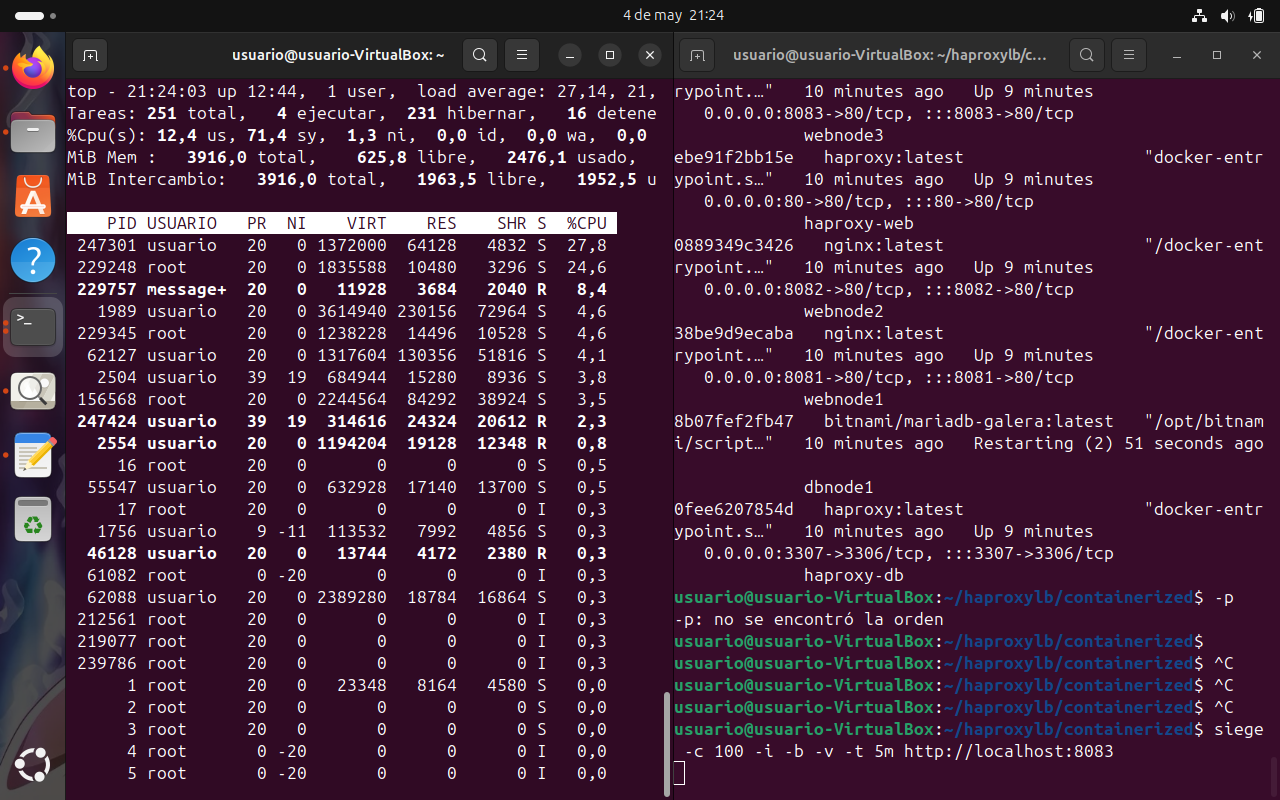 4 de may 21:24
usuario@usuario-VirtualBox: ~
top - 21:24:03 up 12:44,  1 user,  load average: 27,14, 21,
Tareas: 251 total,   4 ejecutar, 231 hibernar,   16 detene
%Cpu(s): 12,4 us, 71,4 sy,  1,3 ni,  0,0 id,  0,0 wa,  0,0
MiB Mem :   3916,0 total,    625,8 libre,   2476,1 usado,
MiB Intercambio:   3916,0 total,   1963,5 libre,   1952,5 u
PID USUARIO   PR  NI    VIRT    RES    SHR S  %CPU
247301 usuario   20   0 1372000  64128   4832 S  27,8
229248 root      20   0 1835588  10480   3296 S  24,6
229757 message+  20   0   11928   3684   2040 R   8,4
1989 usuario   20   0 3614940 230156  72964 S   4,6
229345 root      20   0 1238228  14496  10528 S   4,6
62127 usuario   20   0 1317604 130356  51816 S   4,1
2504 usuario   39  19  684944  15280   8936 S   3,8
156568 root      20   0 2244564  84292  38924 S   3,5
247424 usuario   39  19  314616  24324  20612 R   2,3
2554 usuario   20   0 1194204  19128  12348 R   0,8
16 root      20   0       0      0      0 S   0,5
55547 usuario   20   0  632928  17140  13700 S   0,5
17 root      20   0       0      0      0 I   0,3
1756 usuario    9 -11  113532   7992   4856 S   0,3
46128 usuario   20   0   13744   4172   2380 R   0,3
61082 root       0 -20       0      0      0 I   0,3
62088 usuario   20   0 2389280  18784  16864 S   0,3
212561 root      20   0       0      0      0 I   0,3
219077 root      20   0       0      0      0 I   0,3
239786 root      20   0       0      0      0 I   0,3
1 root      20   0   23348   8164   4580 S   0,0
2 root      20   0       0      0      0 S   0,0
3 root      20   0       0      0      0 S   0,0
4 root       0 -20       0      0      0 I   0,0
5 root       0 -20       0      0      0 I   0,0
usuario@usuario-VirtualBox: ~/haproxylb/c…
rypoint.…"   10 minutes ago   Up 9 minutes
0.0.0.0:8083->80/tcp, :::8083->80/tcp
webnode3
ebe91f2bb15e   haproxy:latest                  "docker-entr
ypoint.s…"   10 minutes ago   Up 9 minutes
0.0.0.0:80->80/tcp, :::80->80/tcp
haproxy-web
0889349c3426   nginx:latest                    "/docker-ent
rypoint.…"   10 minutes ago   Up 9 minutes
0.0.0.0:8082->80/tcp, :::8082->80/tcp
webnode2
38be9d9ecaba   nginx:latest                    "/docker-ent
rypoint.…"   10 minutes ago   Up 9 minutes
0.0.0.0:8081->80/tcp, :::8081->80/tcp
webnode1
8b07fef2fb47   bitnami/mariadb-galera:latest   "/opt/bitnam
i/script…"   10 minutes ago   Restarting (2) 51 seconds ago
dbnode1
0fee6207854d   haproxy:latest                  "docker-entr
ypoint.s…"   10 minutes ago   Up 9 minutes
0.0.0.0:3307->3306/tcp, :::3307->3306/tcp
haproxy-db
usuario@usuario-VirtualBox:~/haproxylb/containerized$ -p
-p: no se encontró la orden
usuario@usuario-VirtualBox:~/haproxylb/containerized$
usuario@usuario-VirtualBox:~/haproxylb/containerized$ ^C
usuario@usuario-VirtualBox:~/haproxylb/containerized$ ^C
usuario@usuario-VirtualBox:~/haproxylb/containerized$ ^C
usuario@usuario-VirtualBox:~/haproxylb/containerized$ siege
-c 100 -i -b -v -t 5m http://localhost:8083